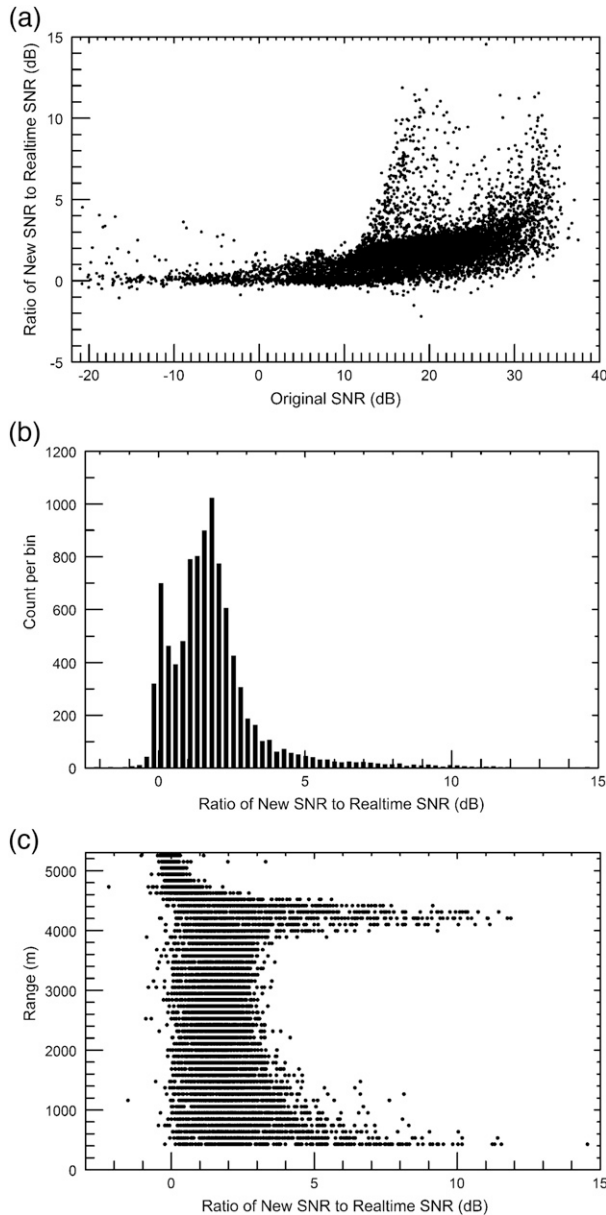 (a)
15
10
5
0
-5
Ratio of New SNR to Realtime SNR (dB)
-20 -10 0 10 20 30 40
Original SNR (dB)
(b)
1200
1000
800
600
400
200
0
Count per bin
0 5 10 15
Ratio of New SNR to Realtime SNR (dB)
(c)
5000
4000
3000
2000
1000
0
Range (m)
0 5 10 15
Ratio of New SNR to Realtime SNR (dB)